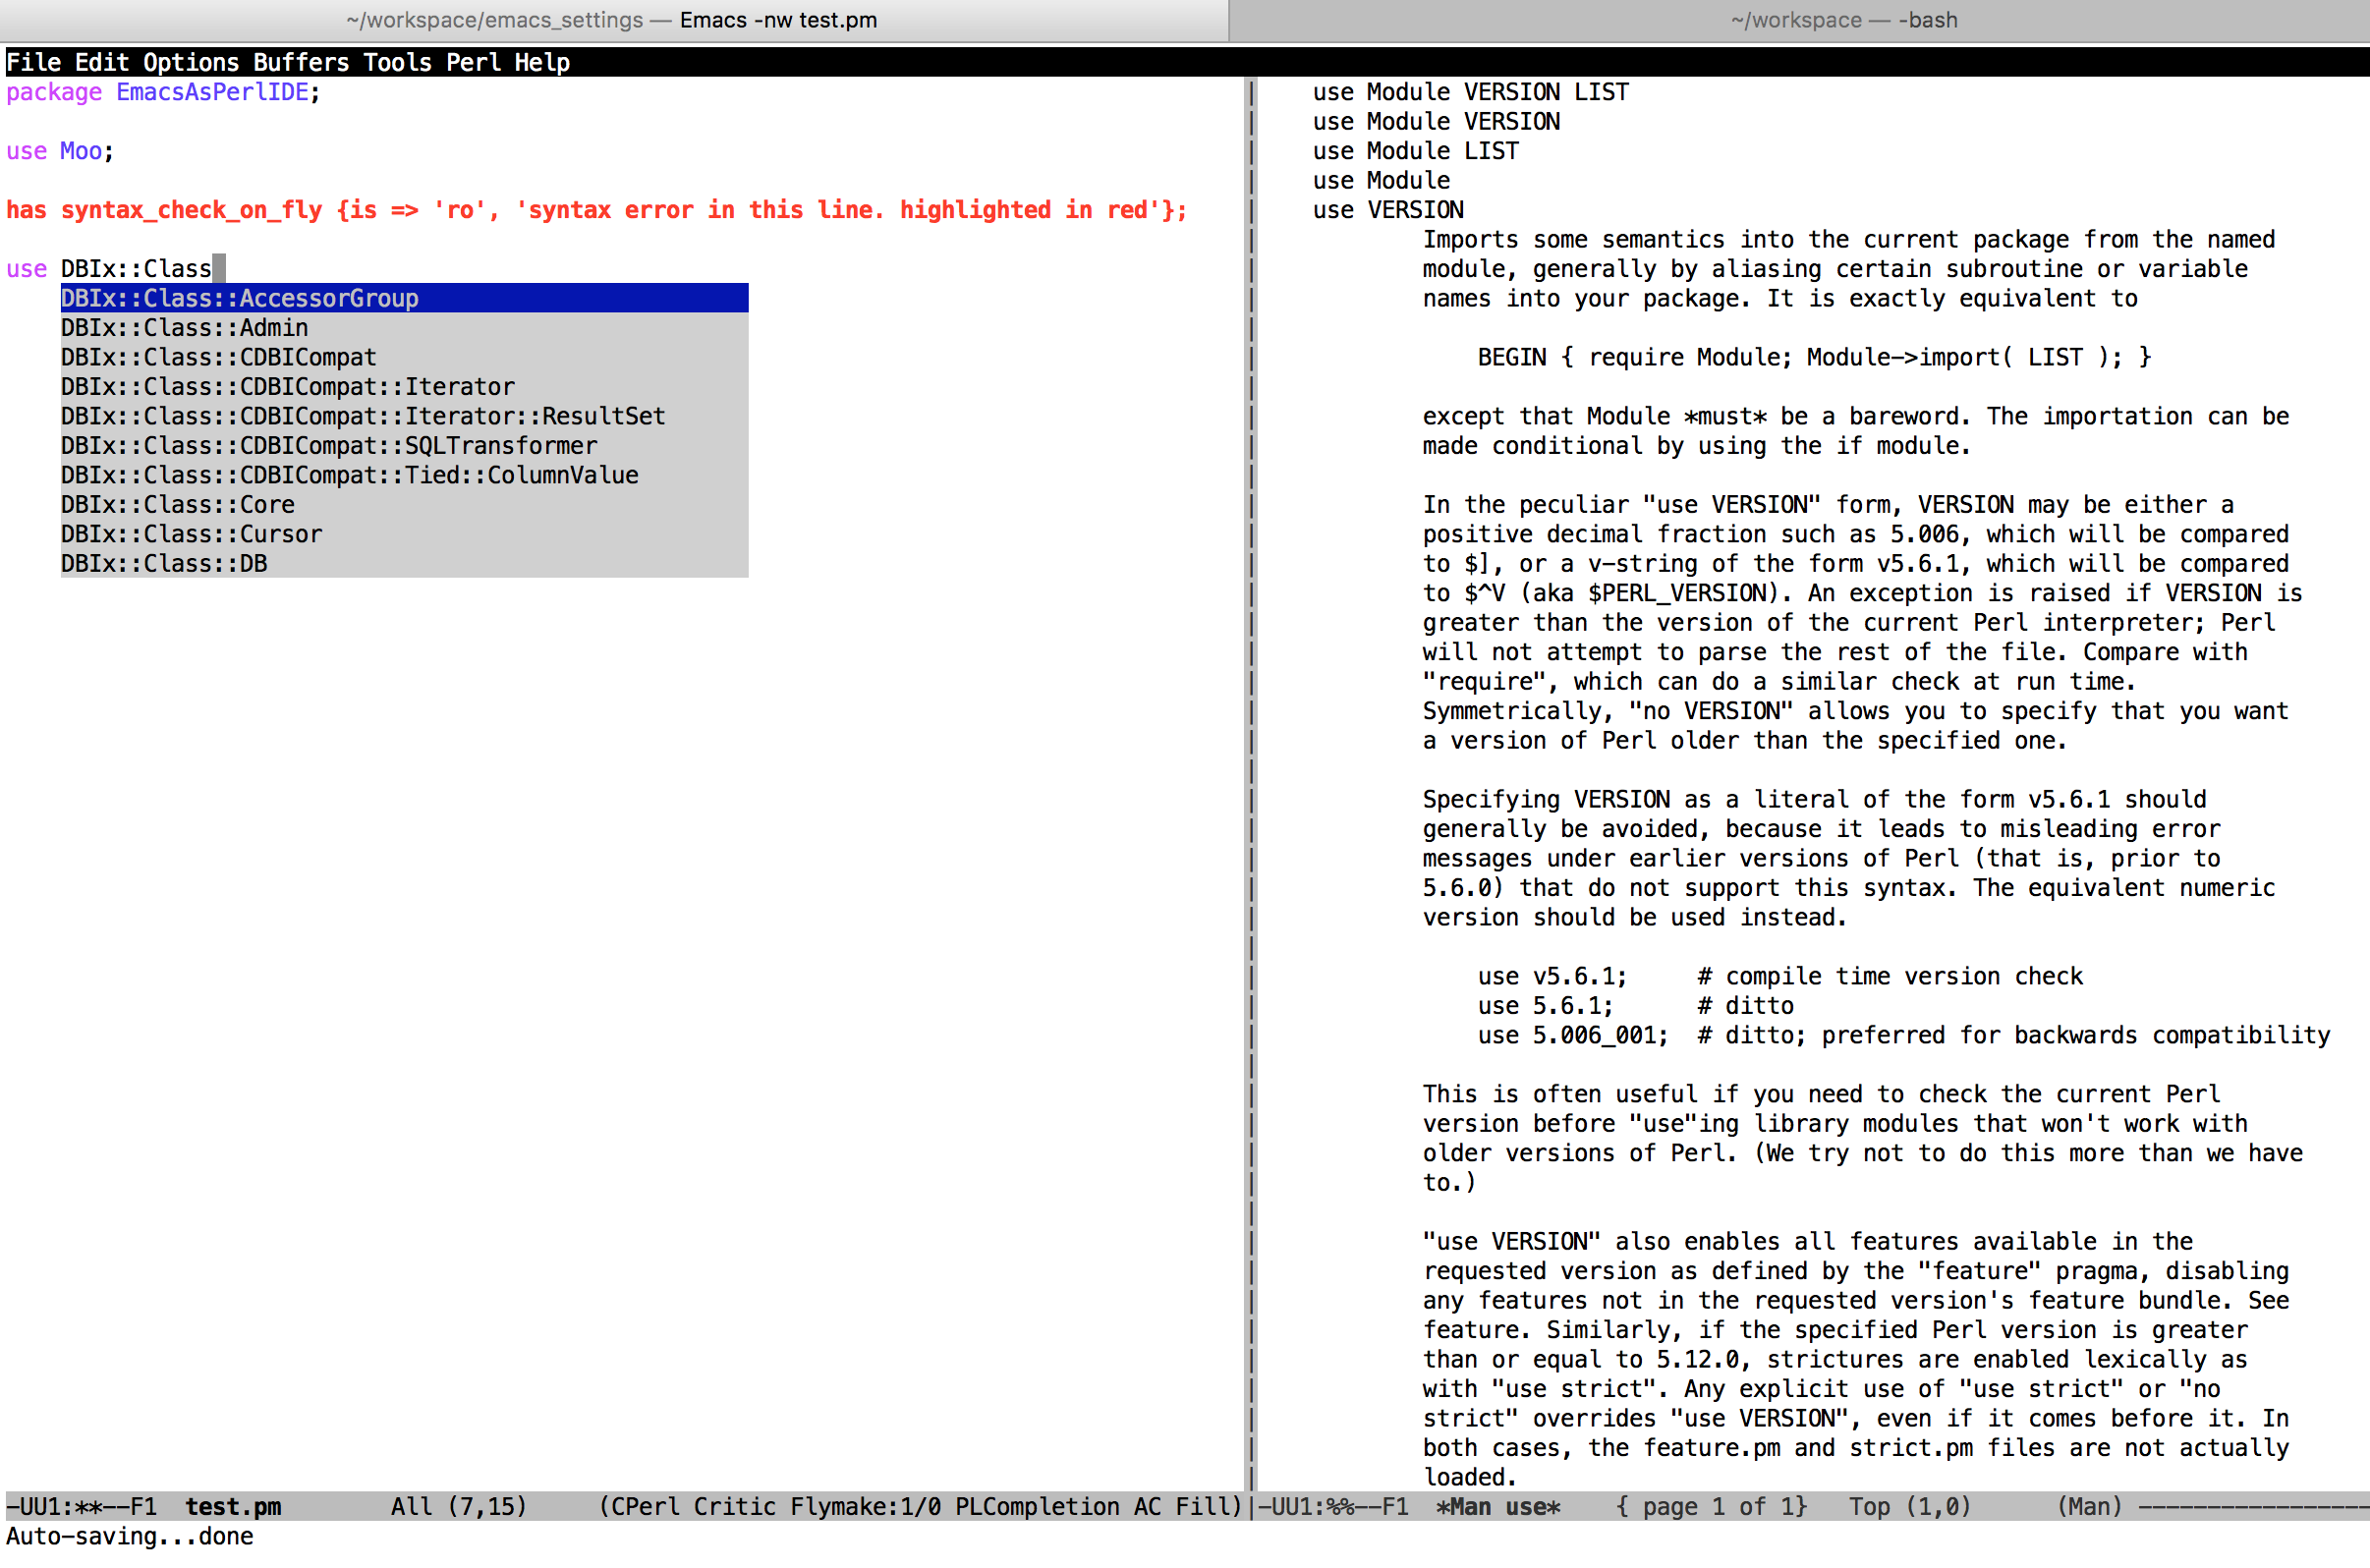 ~/workspace/emacs_settings — Emacs -nw test.pm
~/workspace — -bash
File Edit Options Buffers Tools Perl Help
package EmacsAsPerlIDE;
use Moo;
has syntax_check_on_fly {is => 'ro', 'syntax error in this line. highlighted in red'};
use DBIx::Class
DBIx::Class::AccessorGroup
DBIx::Class::Admin
DBIx::Class::CDBICompat
DBIx::Class::CDBICompat::Iterator
DBIx::Class::CDBICompat::Iterator::ResultSet
DBIx::Class::CDBICompat::SQLTransformer
DBIx::Class::CDBICompat::Tied::ColumnValue
DBIx::Class::Core
DBIx::Class::Cursor
DBIx::Class::DB
-UU1:**--F1  test.pm        All (7,15)     (CPerl Critic Flymake:1/0 PLCompletion AC Fill)
use Module VERSION LIST
use Module VERSION
use Module LIST
use Module
use VERSION
Imports some semantics into the current package from the named
module, generally by aliasing certain subroutine or variable
names into your package. It is exactly equivalent to
BEGIN { require Module; Module->import( LIST ); }
except that Module *must* be a bareword. The importation can be
made conditional by using the if module.
In the peculiar "use VERSION" form, VERSION may be either a
positive decimal fraction such as 5.006, which will be compared
to $], or a v-string of the form v5.6.1, which will be compared
to $^V (aka $PERL_VERSION). An exception is raised if VERSION is
greater than the version of the current Perl interpreter; Perl
will not attempt to parse the rest of the file. Compare with
"require", which can do a similar check at run time.
Symmetrically, "no VERSION" allows you to specify that you want
a version of Perl older than the specified one.
Specifying VERSION as a literal of the form v5.6.1 should
generally be avoided, because it leads to misleading error
messages under earlier versions of Perl (that is, prior to
5.6.0) that do not support this syntax. The equivalent numeric
version should be used instead.
use v5.6.1;     # compile time version check
use 5.6.1;      # ditto
use 5.006_001;  # ditto; preferred for backwards compatibility
This is often useful if you need to check the current Perl
version before "use"ing library modules that won't work with
older versions of Perl. (We try not to do this more than we have
to.)
"use VERSION" also enables all features available in the
requested version as defined by the "feature" pragma, disabling
any features not in the requested version's feature bundle. See
feature. Similarly, if the specified Perl version is greater
than or equal to 5.12.0, strictures are enabled lexically as
with "use strict". Any explicit use of "use strict" or "no
strict" overrides "use VERSION", even if it comes before it. In
both cases, the feature.pm and strict.pm files are not actually
loaded.
-UU1:%%--F1  *Man use*    { page 1 of 1}   Top (1,0)      (Man) -----------------
Auto-saving...done